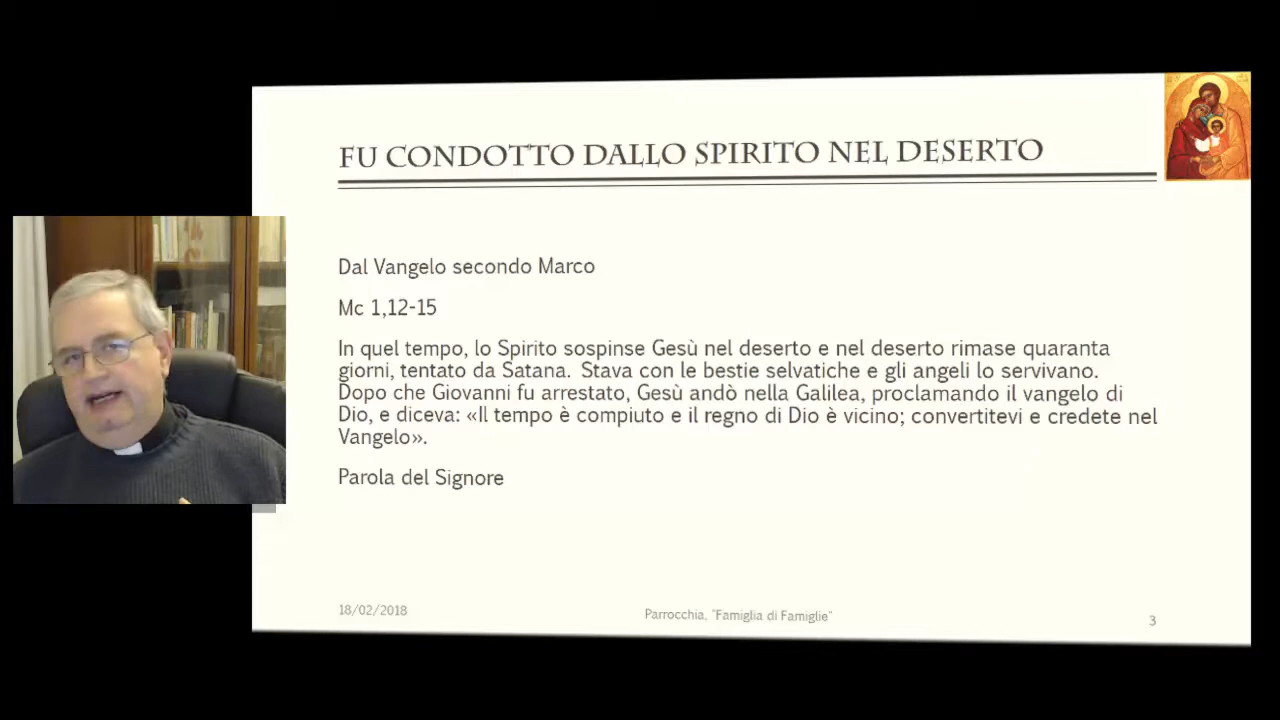 FU CONDOTTO DALLO SPIRITO NEL DESERTO
Dal Vangelo secondo Marco
Mc 1,12-15
In quel tempo, lo Spirito sospinse Gesù nel deserto e nel deserto rimase quaranta
giorni, tentato da Satana. Stava con le bestie selvatiche e gli angeli lo servivano.
Dopo che Giovanni fu arrestato, Gesù andò nella Galilea, proclamando il vangelo di
Dio, e diceva: «Il tempo è compiuto e il regno di Dio è vicino; convertitevi e credete nel
Vangelo».
Parola del Signore
18/02/2018
Parrocchia, "Famiglia di Famiglie"
3